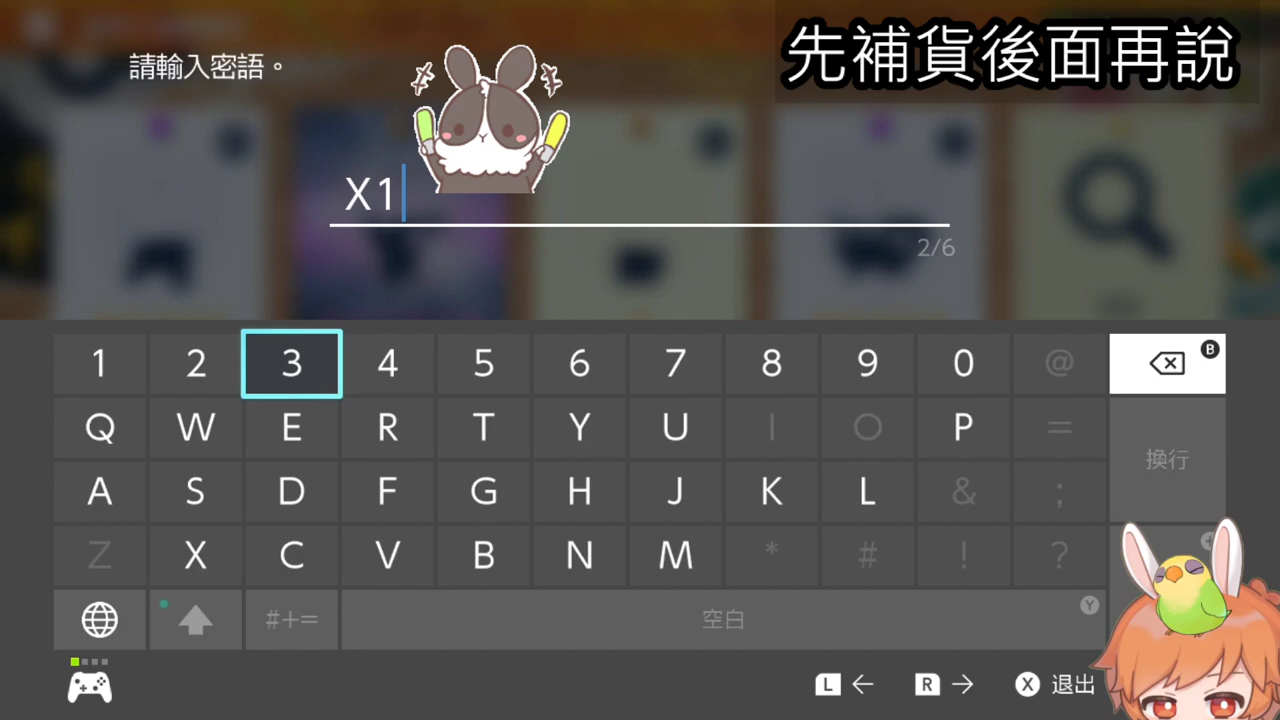 先補貨後面再說
請輸入密語。
X1
2/6
1 2 3 4 5 6 7 8 9 0 @ B
Q W E R T Y U I O P =
換行
A S D F G H J K L & ;
Z X C V B N M * # ! ?
#+= 空白 Y
L ← R → X 退出